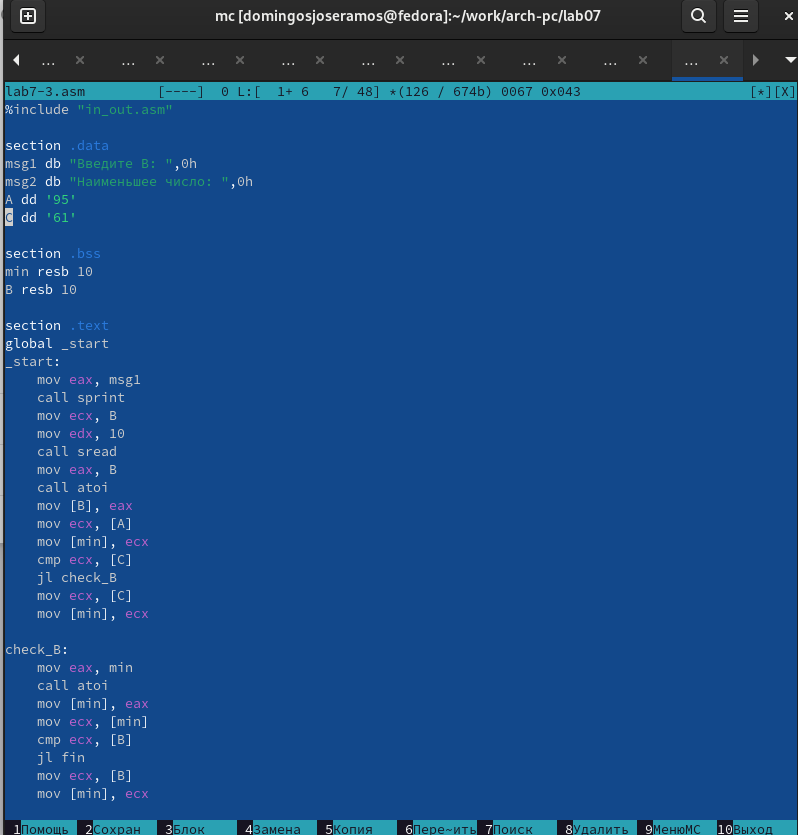 mc [domingosjoseramos@fedora]:~/work/arch-pc/lab07
... ... ... ... ... ... ... ... ...
lab7-3.asm [----] 0 L:[ 1+ 6 7/ 48] *(126 / 674b) 0067 0x043 [*][X]
%include "in_out.asm"
section .data
msg1 db "Введите B: ",0h
msg2 db "Наименьшее число: ",0h
A dd '95'
C dd '61'
section .bss
min resb 10
B resb 10
section .text
global _start
_start:
mov eax, msg1
call sprint
mov ecx, B
mov edx, 10
call sread
mov eax, B
call atoi
mov [B], eax
mov ecx, [A]
mov [min], ecx
cmp ecx, [C]
jl check_B
mov ecx, [C]
mov [min], ecx
check_B:
mov eax, min
call atoi
mov [min], eax
mov ecx, [min]
cmp ecx, [B]
jl fin
mov ecx, [B]
mov [min], ecx
1Помощь 2Сохран 3Блок 4Замена 5Копия 6Пере~ить 7Поиск 8Удалить 9МенюMC 10Выход